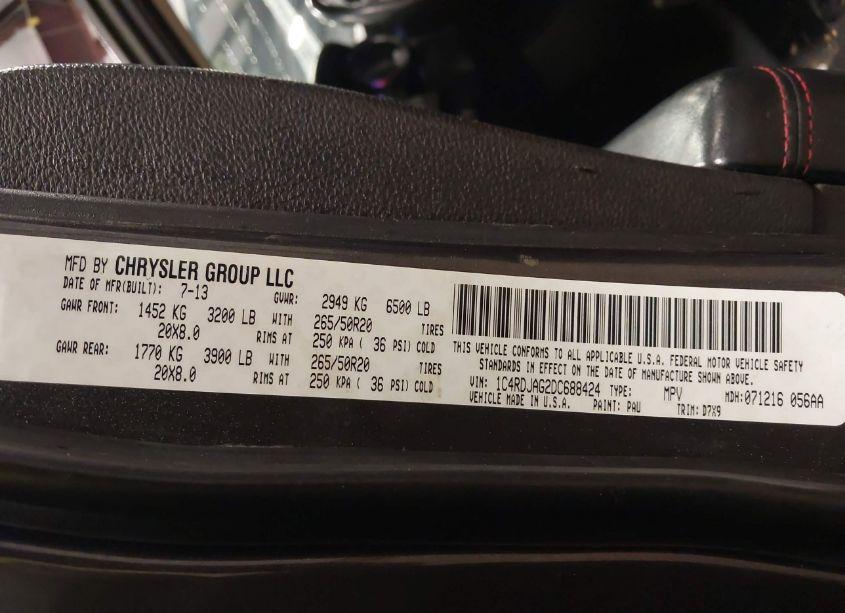 MFD BY CHRYSLER GROUP LLC
DATE OF MFR(BUILT): 7-13 GVWR: 2949 KG 6500 LB
GAWR FRONT: 1452 KG 3200 LB WITH 265/50R20 TIRES
20X8.0 RIMS AT 250 KPA ( 36 PSI) COLD
GAWR REAR: 1770 KG 3900 LB WITH 265/50R20 TIRES
20X8.0 RIMS AT 250 KPA ( 36 PSI) COLD
THIS VEHICLE CONFORMS TO ALL APPLICABLE U.S.A. FEDERAL MOTOR VEHICLE SAFETY
STANDARDS IN EFFECT ON THE DATE OF MANUFACTURE SHOWN ABOVE.
VIN: 1C4RDJAG2DC688424 TYPE: MPV MDH:071216 056AA
VEHICLE MADE IN U.S.A. PAINT: PAU TRIM: D7X9